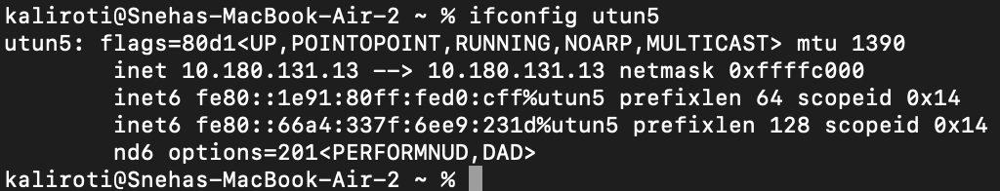 kaliroti@Snehas-MacBook-Air-2 ~ % ifconfig utun5
utun5: flags=80d1<UP,POINTOPOINT,RUNNING,NOARP,MULTICAST> mtu 1390
inet 10.180.131.13 --> 10.180.131.13 netmask 0xffffc000
inet6 fe80::1e91:80ff:fed0:cff%utun5 prefixlen 64 scopeid 0x14
inet6 fe80::66a4:337f:6ee9:231d%utun5 prefixlen 128 scopeid 0x14
nd6 options=201<PERFORMNUD,DAD>
kaliroti@Snehas-MacBook-Air-2 ~ %